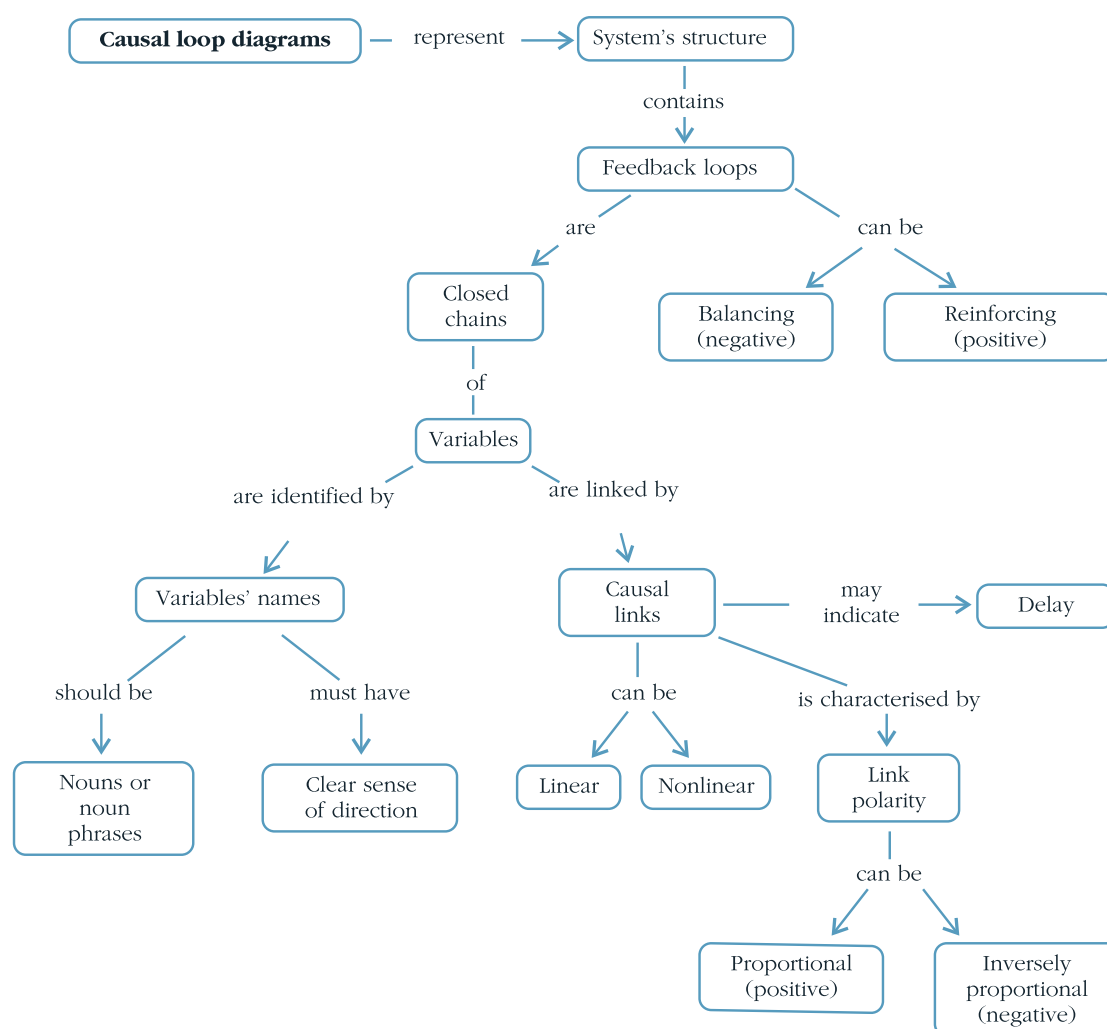 Causal loop diagrams
represent
System's structure
contains
Feedback loops
are
can be
Closed
chains
Balancing
(negative)
Reinforcing
(positive)
of
Variables
are identified by
are linked by
Variables' names
Causal
links
may
indicate
Delay
should be
must have
can be
is characterised by
Nouns or
noun
phrases
Clear sense
of direction
Linear
Nonlinear
Link
polarity
can be
Proportional
(positive)
Inversely
proportional
(negative)